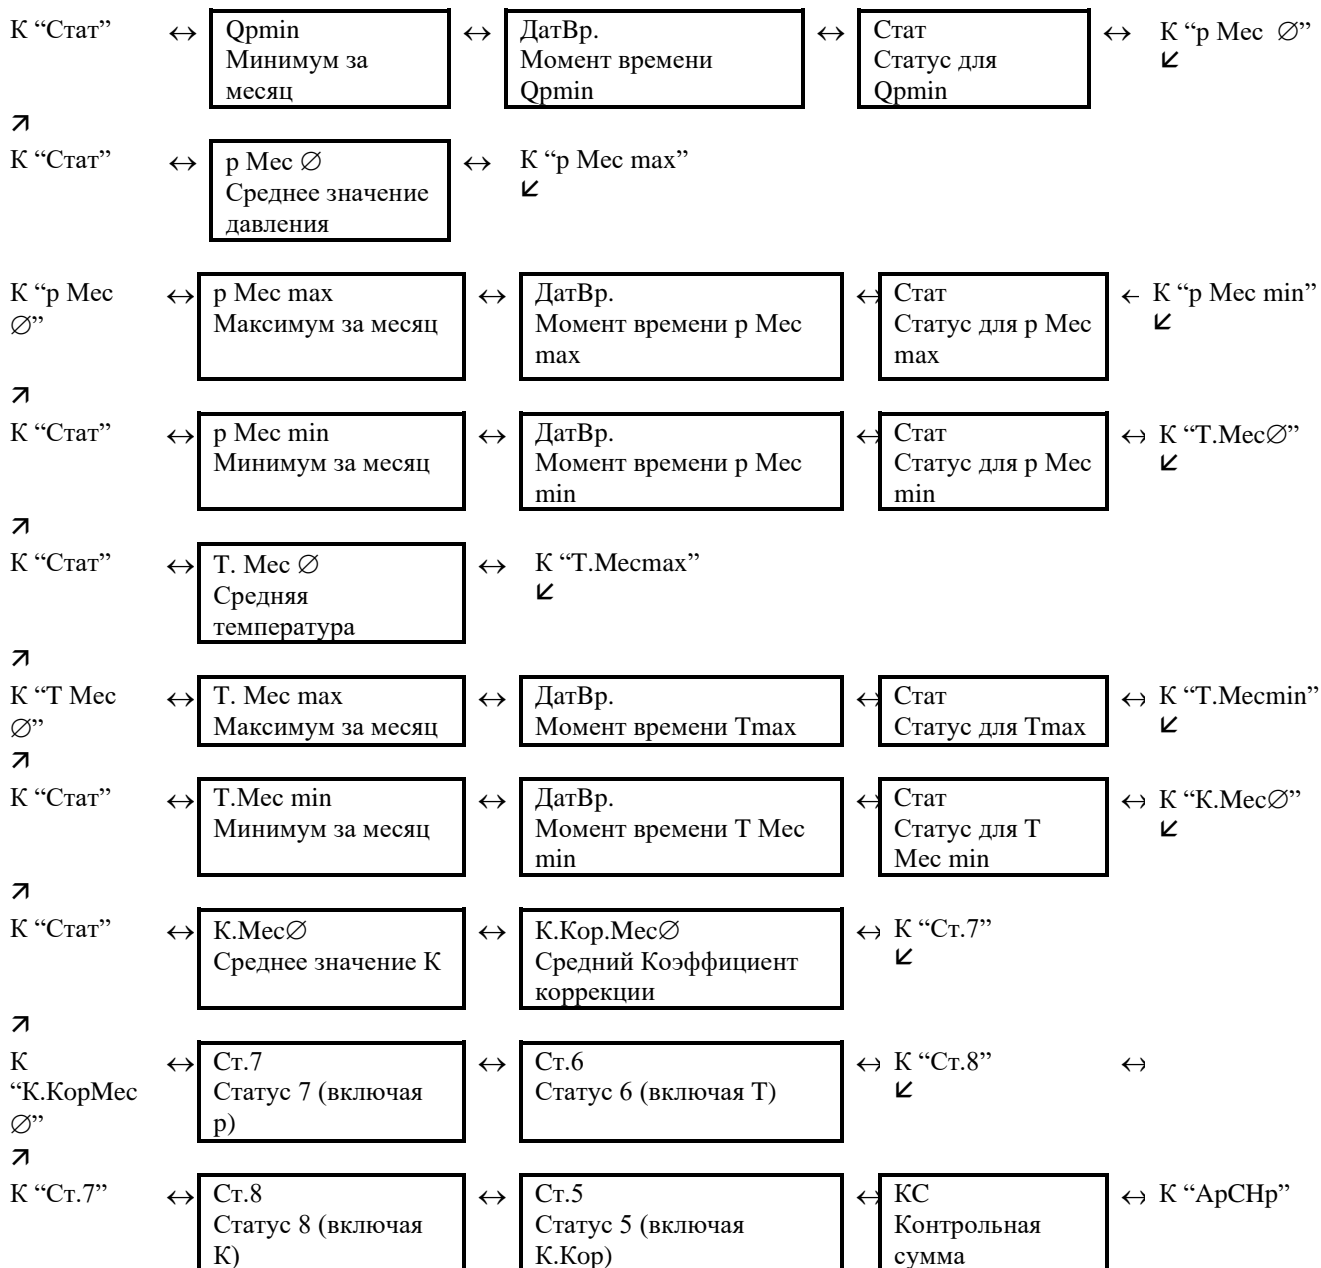 К “Стат” ↔ Qpmin ↔ ДатВр. ↔ Стат ↔ К “p Мес ∅”
Минимум за Момент времени Статус для ↙
месяц Qpmin Qpmin
↗
К “Стат” ↔ p Мес ∅ ↔ К “p Мес max”
Среднее значение ↙
давления
К “p Мес ↔ p Мес max ↔ ДатВр. ↔ Стат ← К “p Мес min”
∅” Максимум за месяц Момент времени p Мес Статус для p Мес ↙
max max
↗
К “Стат” ↔ p Мес min ↔ ДатВр. ↔ Стат ↔ К “Т.Мес∅”
Минимум за месяц Момент времени p Мес Статус для p Мес ↙
min min
↗
К “Стат” ↔ Т. Мес ∅ ↔ К “Т.Месmax”
Средняя ↙
температура
↗
К “Т Мес ↔ Т. Мес max ↔ ДатВр. ↔ Стат ↔ К “Т.Месmin”
∅” Максимум за месяц Момент времени Tmax Статус для Tmax ↙
↗
К “Стат” ↔ Т.Мес min ↔ ДатВр. ↔ Стат ↔ К “К.Мес∅”
Минимум за месяц Момент времени Т Мес Статус для Т ↙
min Мес min
↗
К “Стат” ↔ К.Мес∅ ↔ К.Кор.Мес∅ ↔ К “Ст.7”
Среднее значение К Средний Коэффициент ↙
коррекции
↗
К ↔ Ст.7 ↔ Ст.6 ↔ К “Ст.8” ↔
“К.КорМес Статус 7 (включая Статус 6 (включая Т) ↙
∅” p)
↗
К “Ст.7” ↔ Ст.8 ↔ Ст.5 ↔ КС ↔ К “АрСНр”
Статус 8 (включая Статус 5 (включая Контрольная
К) К.Кор) сумма